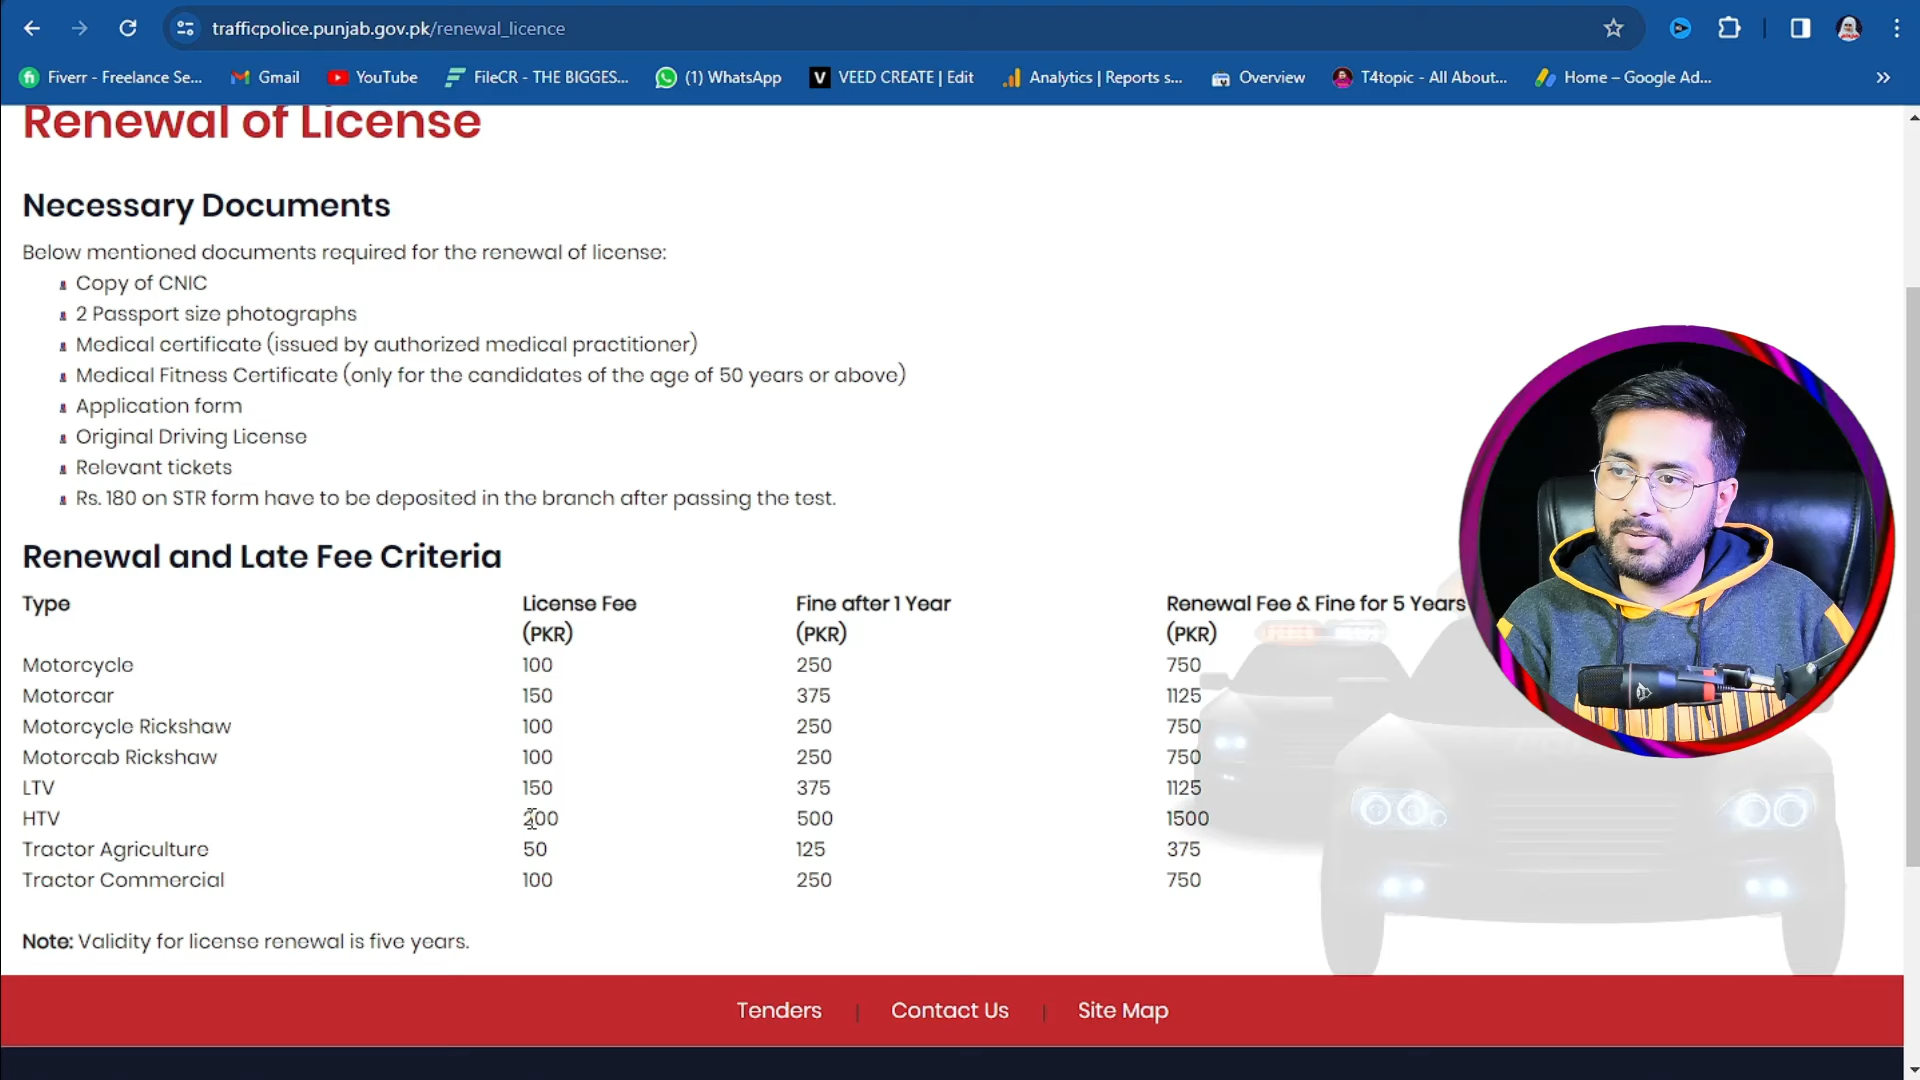 trafficpolice.punjab.gov.pk/renewal_licence
Fiverr - Freelance Se... Gmail YouTube FileCR - THE BIGGES... (1) WhatsApp V VEED CREATE | Edit Analytics | Reports s... Overview T4topic - All About... Home – Google Ad... »
Renewal of License
Necessary Documents
Below mentioned documents required for the renewal of license:
Copy of CNIC
2 Passport size photographs
Medical certificate (issued by authorized medical practitioner)
Medical Fitness Certificate (only for the candidates of the age of 50 years or above)
Application form
Original Driving License
Relevant tickets
Rs. 180 on STR form have to be deposited in the branch after passing the test.
Renewal and Late Fee Criteria
Type License Fee (PKR) Fine after 1 Year (PKR) Renewal Fee & Fine for 5 Years (PKR)
Motorcycle 100 250 750
Motorcar 150 375 1125
Motorcycle Rickshaw 100 250 750
Motorcab Rickshaw 100 250 750
LTV 150 375 1125
HTV 200 500 1500
Tractor Agriculture 50 125 375
Tractor Commercial 100 250 750
Note: Validity for license renewal is five years.
Tenders | Contact Us | Site Map